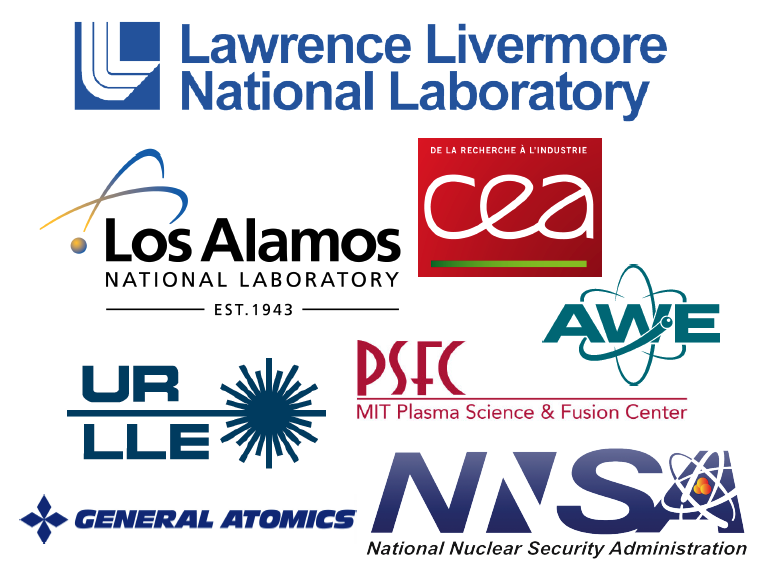 Lawrence Livermore
National Laboratory
DE LA RECHERCHE À L'INDUSTRIE
cea
Los Alamos
NATIONAL LABORATORY
EST.1943
AWE
PSFC
MIT Plasma Science & Fusion Center
UR
LLE
NNSA
National Nuclear Security Administration
GENERAL ATOMICS